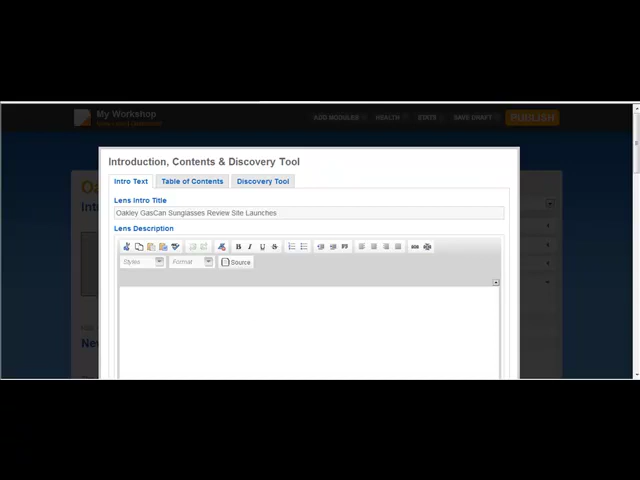 My Workshop
ADD MODULES
HEALTH
EDITS
SAVE DRAFT
PUBLISH
Introduction, Contents & Discovery Tool
Intro Text
Table of Contents
Discovery Tool
Lens Intro Title
Oakley GasCan Sunglasses Review Site Launches
Lens Description
B I U S
Styles
Format
Source